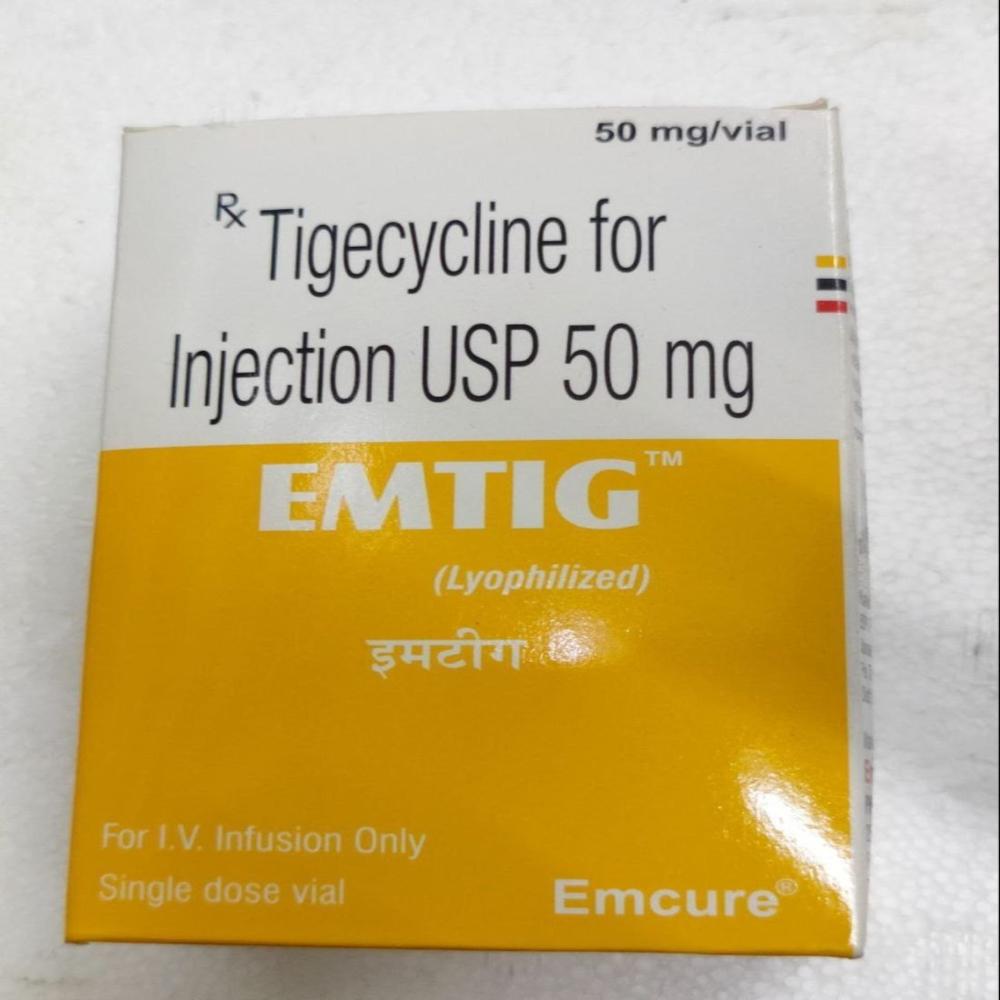 50 mg/vial
Rx Tigecycline for
Injection USP 50 mg
EMTIG™
(Lyophilized)
इमटीग
For I.V. Infusion Only
Single dose vial
Emcure®